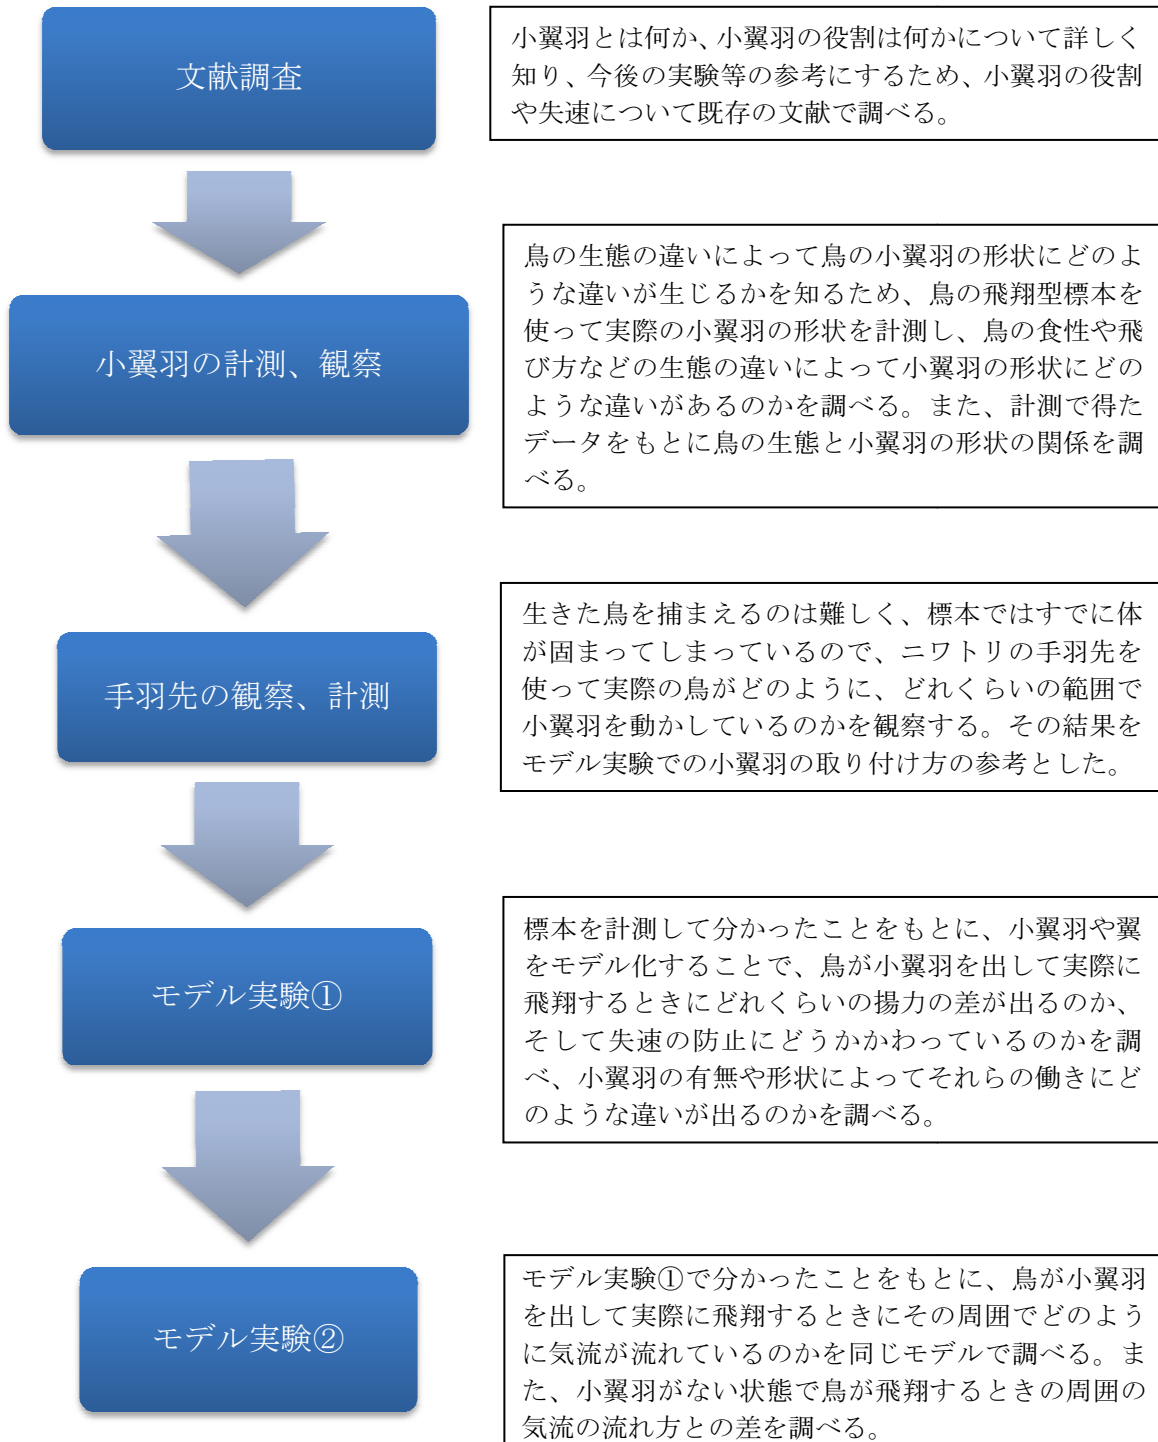 文献調査
小翼羽とは何か、小翼羽の役割は何かについて詳しく
知り、今後の実験等の参考にするため、小翼羽の役割
や失速について既存の文献で調べる。
小翼羽の計測、観察
鳥の生態の違いによって鳥の小翼羽の形状にどのよ
うな違いが生じるかを知るため、鳥の飛翔型標本を
使って実際の小翼羽の形状を計測し、鳥の食性や飛
び方などの生態の違いによって小翼羽の形状にどの
ような違いがあるのかを調べる。また、計測で得た
データをもとに鳥の生態と小翼羽の形状の関係を調
べる。
手羽先の観察、計測
生きた鳥を捕まえるのは難しく、標本ではすでに体
が固まってしまっているので、ニワトリの手羽先を
使って実際の鳥がどのように、どれくらいの範囲で
小翼羽を動かしているのかを観察する。その結果を
モデル実験での小翼羽の取り付け方の参考とした。
モデル実験①
標本を計測して分かったことをもとに、小翼羽や翼
をモデル化することで、鳥が小翼羽を出して実際に
飛翔するときにどれくらいの揚力の差が出るのか、
そして失速の防止にどうかかわっているのかを調
べ、小翼羽の有無や形状によってそれらの働きにど
のような違いが出るのかを調べる。
モデル実験②
モデル実験①で分かったことをもとに、鳥が小翼羽
を出して実際に飛翔するときにその周囲でどのよう
に気流が流れているのかを同じモデルで調べる。ま
た、小翼羽がない状態で鳥が飛翔するときの周囲の
気流の流れ方との差を調べる。